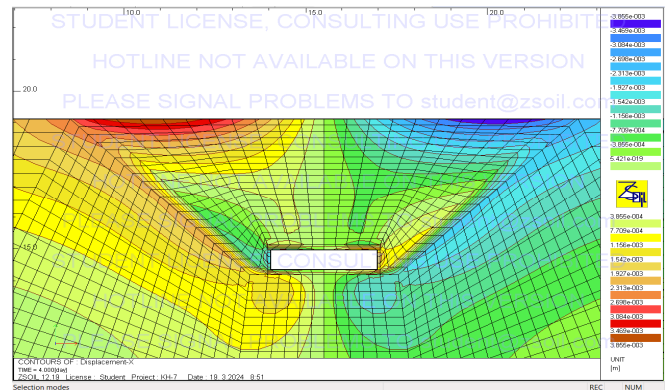 10.0 15.0 20.0
STUDENT LICENSE, CONSULTING USE PROHIBITE
HOTLINE NOT AVAILABLE ON THIS VERSION
20.0
PLEASE SIGNAL PROBLEMS TO student@zsoil.co
15.0
CONSUL
-3.855e-003
-3.469e-003
-3.084e-003
-2.698e-003
-2.313e-003
-1.927e-003
-1.542e-003
-1.156e-003
-7.709e-004
-3.855e-004
5.421e-019
3.855e-004
7.709e-004
1.156e-003
1.542e-003
1.927e-003
2.313e-003
2.698e-003
3.084e-003
3.469e-003
3.855e-003
UNIT
[m]
CONTOURS OF : Displacement-X
TIME = 4.000[day]
ZSOIL 12.19 License : Student Project : KH-7 Date : 19. 3.2024 8:51
Selection modes REC NUM